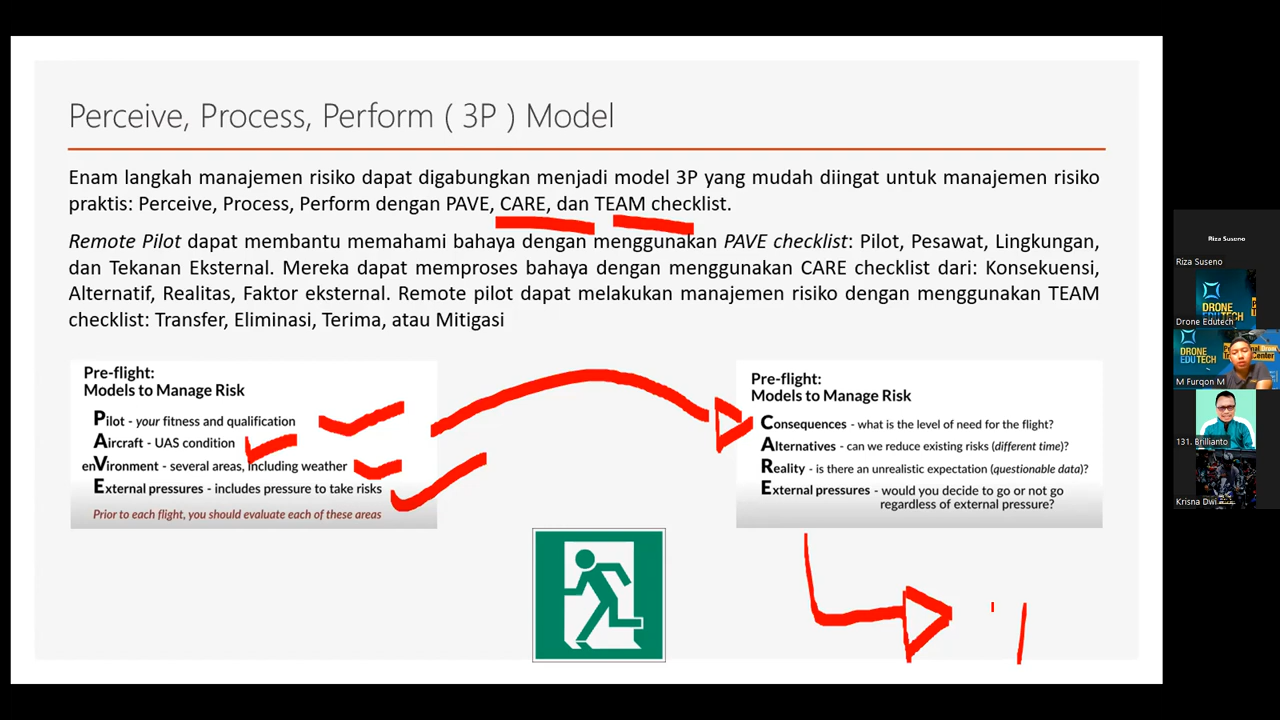 Perceive, Process, Perform ( 3P ) Model
Enam langkah manajemen risiko dapat digabungkan menjadi model 3P yang mudah diingat untuk manajemen risiko
praktis: Perceive, Process, Perform dengan PAVE, CARE, dan TEAM checklist.
Remote Pilot dapat membantu memahami bahaya dengan menggunakan PAVE checklist: Pilot, Pesawat, Lingkungan,
dan Tekanan Eksternal. Mereka dapat memproses bahaya dengan menggunakan CARE checklist dari: Konsekuensi,
Alternatif, Realitas, Faktor eksternal. Remote pilot dapat melakukan manajemen risiko dengan menggunakan TEAM
checklist: Transfer, Eliminasi, Terima, atau Mitigasi
Pre-flight:
Models to Manage Risk
Pilot - your fitness and qualification
Aircraft - UAS condition
enVironment - several areas, including weather
External pressures - includes pressure to take risks
Prior to each flight, you should evaluate each of these areas
Pre-flight:
Models to Manage Risk
Consequences - what is the level of need for the flight?
Alternatives - can we reduce existing risks (different time)?
Reality - is there an unrealistic expectation (questionable data)?
External pressures - would you decide to go or not go
regardless of external pressure?
Riza Suseno
Riza Suseno
DRONE
EDUTECH
Drone Edutech
DRONE
EDUTECH
M Furqon M
131. Brillianto
Krisna Dwi